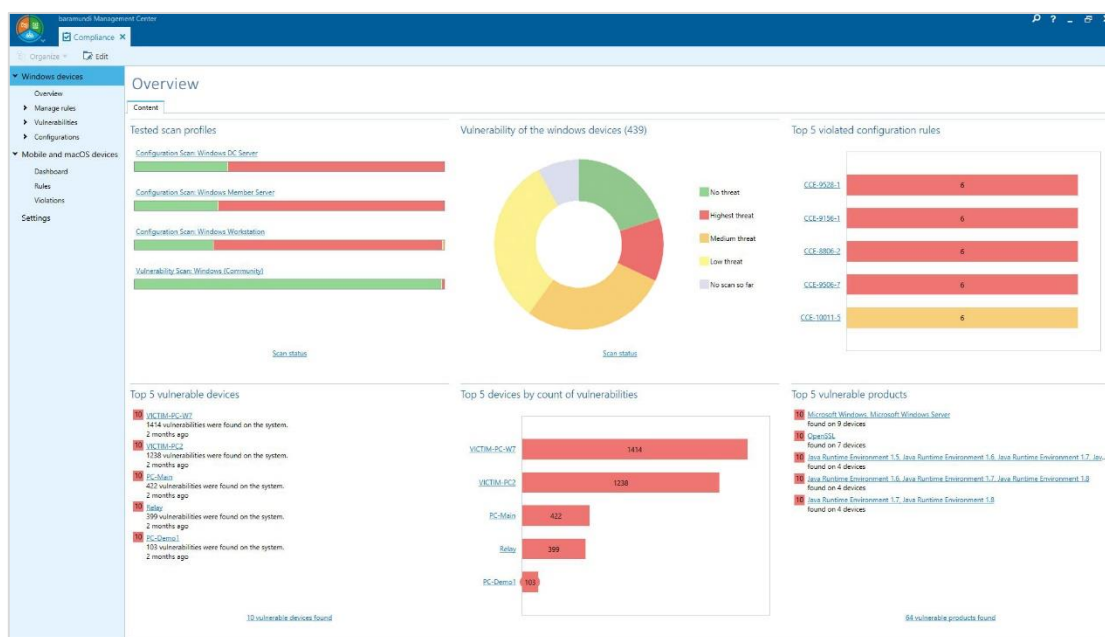 baramundi Management Center
Compliance
Organize
Edit
Windows devices
Overview
Manage rules
Vulnerabilities
Configurations
Mobile and macOS devices
Dashboard
Rules
Violations
Settings
Overview
Content
Tested scan profiles
Configuration Scan: Windows DC Server
Configuration Scan: Windows Member Server
Configuration Scan: Windows Workstation
Vulnerability Scan: Windows (Community)
Scan status
Vulnerability of the windows devices (439)
No threat
Highest threat
Medium threat
Low threat
No scan so far
Scan status
Top 5 violated configuration rules
CCE-9528-1 6
CCE-9156-1 6
CCE-8806-2 6
CCE-9506-7 6
CCE-10011-5 6
Top 5 vulnerable devices
10 VICTIM-PC-W7
1414 vulnerabilities were found on the system.
2 months ago
10 VICTIM-PC2
1238 vulnerabilities were found on the system.
2 months ago
10 PC-Main
422 vulnerabilities were found on the system.
2 months ago
10 Relay
399 vulnerabilities were found on the system.
2 months ago
10 PC-Demo1
103 vulnerabilities were found on the system.
2 months ago
10 vulnerable devices found
Top 5 devices by count of vulnerabilities
VICTIM-PC-W7 1414
VICTIM-PC2 1238
PC-Main 422
Relay 399
PC-Demo1 103
Top 5 vulnerable products
10 Microsoft Windows, Microsoft Windows Server
found on 9 devices
10 OpenSSL
found on 7 devices
10 Java Runtime Environment 1.5, Java Runtime Environment 1.6, Java Runtime Environment 1.7, Jav...
found on 4 devices
10 Java Runtime Environment 1.6, Java Runtime Environment 1.7, Java Runtime Environment 1.8
found on 4 devices
10 Java Runtime Environment 1.7, Java Runtime Environment 1.8
found on 4 devices
64 vulnerable products found